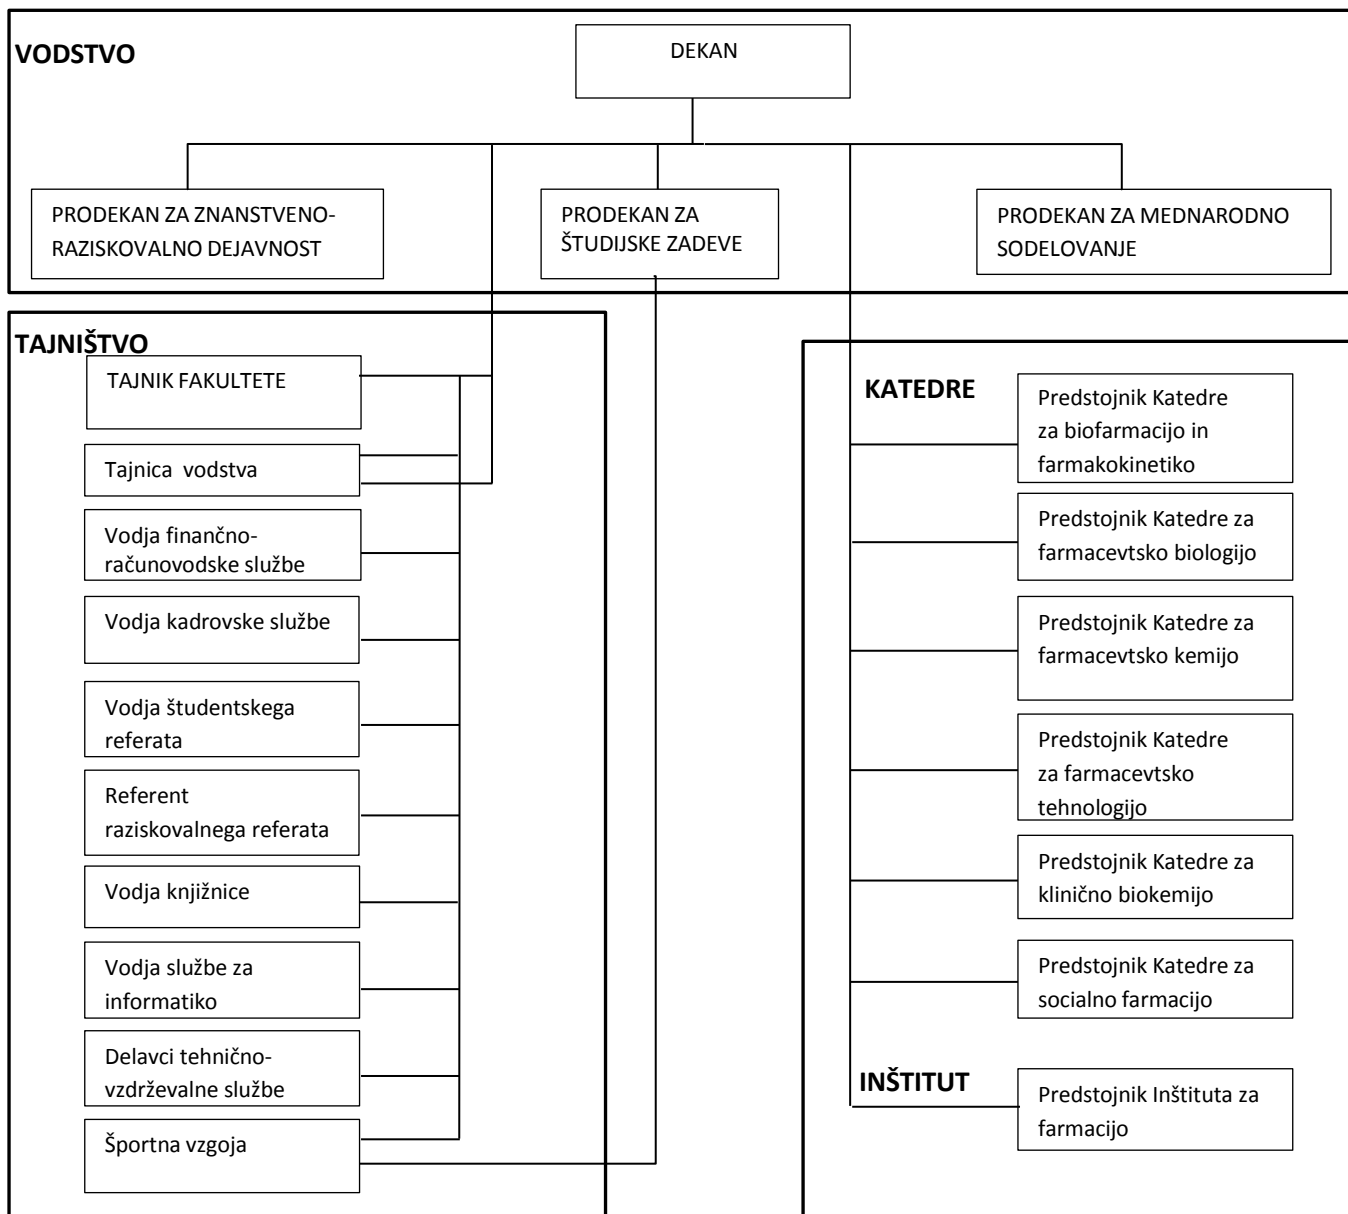 VODSTVO
DEKAN
PRODEKAN ZA ZNANSTVENO-
RAZISKOVALNO DEJAVNOST
PRODEKAN ZA
ŠTUDIJSKE ZADEVE
PRODEKAN ZA MEDNARODNO
SODELOVANJE
TAJNIŠTVO
TAJNIK FAKULTETE
Tajnica  vodstva
Vodja finančno-
računovodske službe
Vodja kadrovske službe
Vodja študentskega
referata
Referent
raziskovalnega referata
Vodja knjižnice
Vodja službe za
informatiko
Delavci tehnično-
vzdrževalne službe
Športna vzgoja
KATEDRE
Predstojnik Katedre
za biofarmacijo in
farmakokinetiko
Predstojnik Katedre za
farmacevtsko biologijo
Predstojnik Katedre za
farmacevtsko kemijo
Predstojnik Katedre
za farmacevtsko
tehnologijo
Predstojnik Katedre za
klinično biokemijo
Predstojnik Katedre za
socialno farmacijo
INŠTITUT
Predstojnik Inštituta za
farmacijo